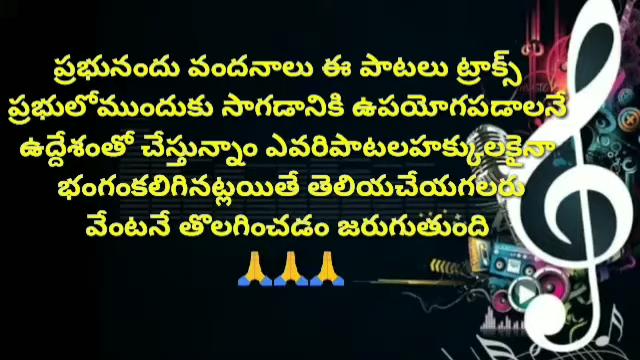 ప్రభునందు వందనాలు ఈ పాటలు ట్రాక్స్
ప్రభులోముందుకు సాగడానికి ఉపయోగపడాలనే
ఉద్దేశంతో చేస్తున్నాం ఎవరిపాటలహక్కులకైనా
భంగంకలిగినట్లయితే తెలియచేయగలరు
వేంటనే తొలగించడం జరుగుతుంది
🙏🙏🙏